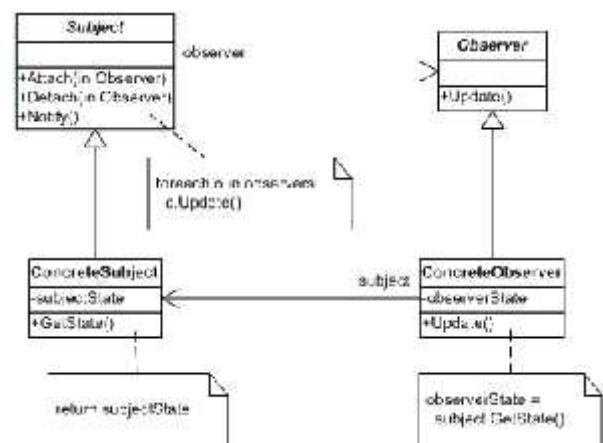 Subject
observer
+Attach(in Observer)
+Detach(in Observer)
+Notify()
Observer
+Update()
foreach o in observers
o.Update()
ConcreteSubject
-subjectState
+GetState()
subject
ConcreteObserver
-observerState
+Update()
return subjectState
observerState =
subject.GetState()